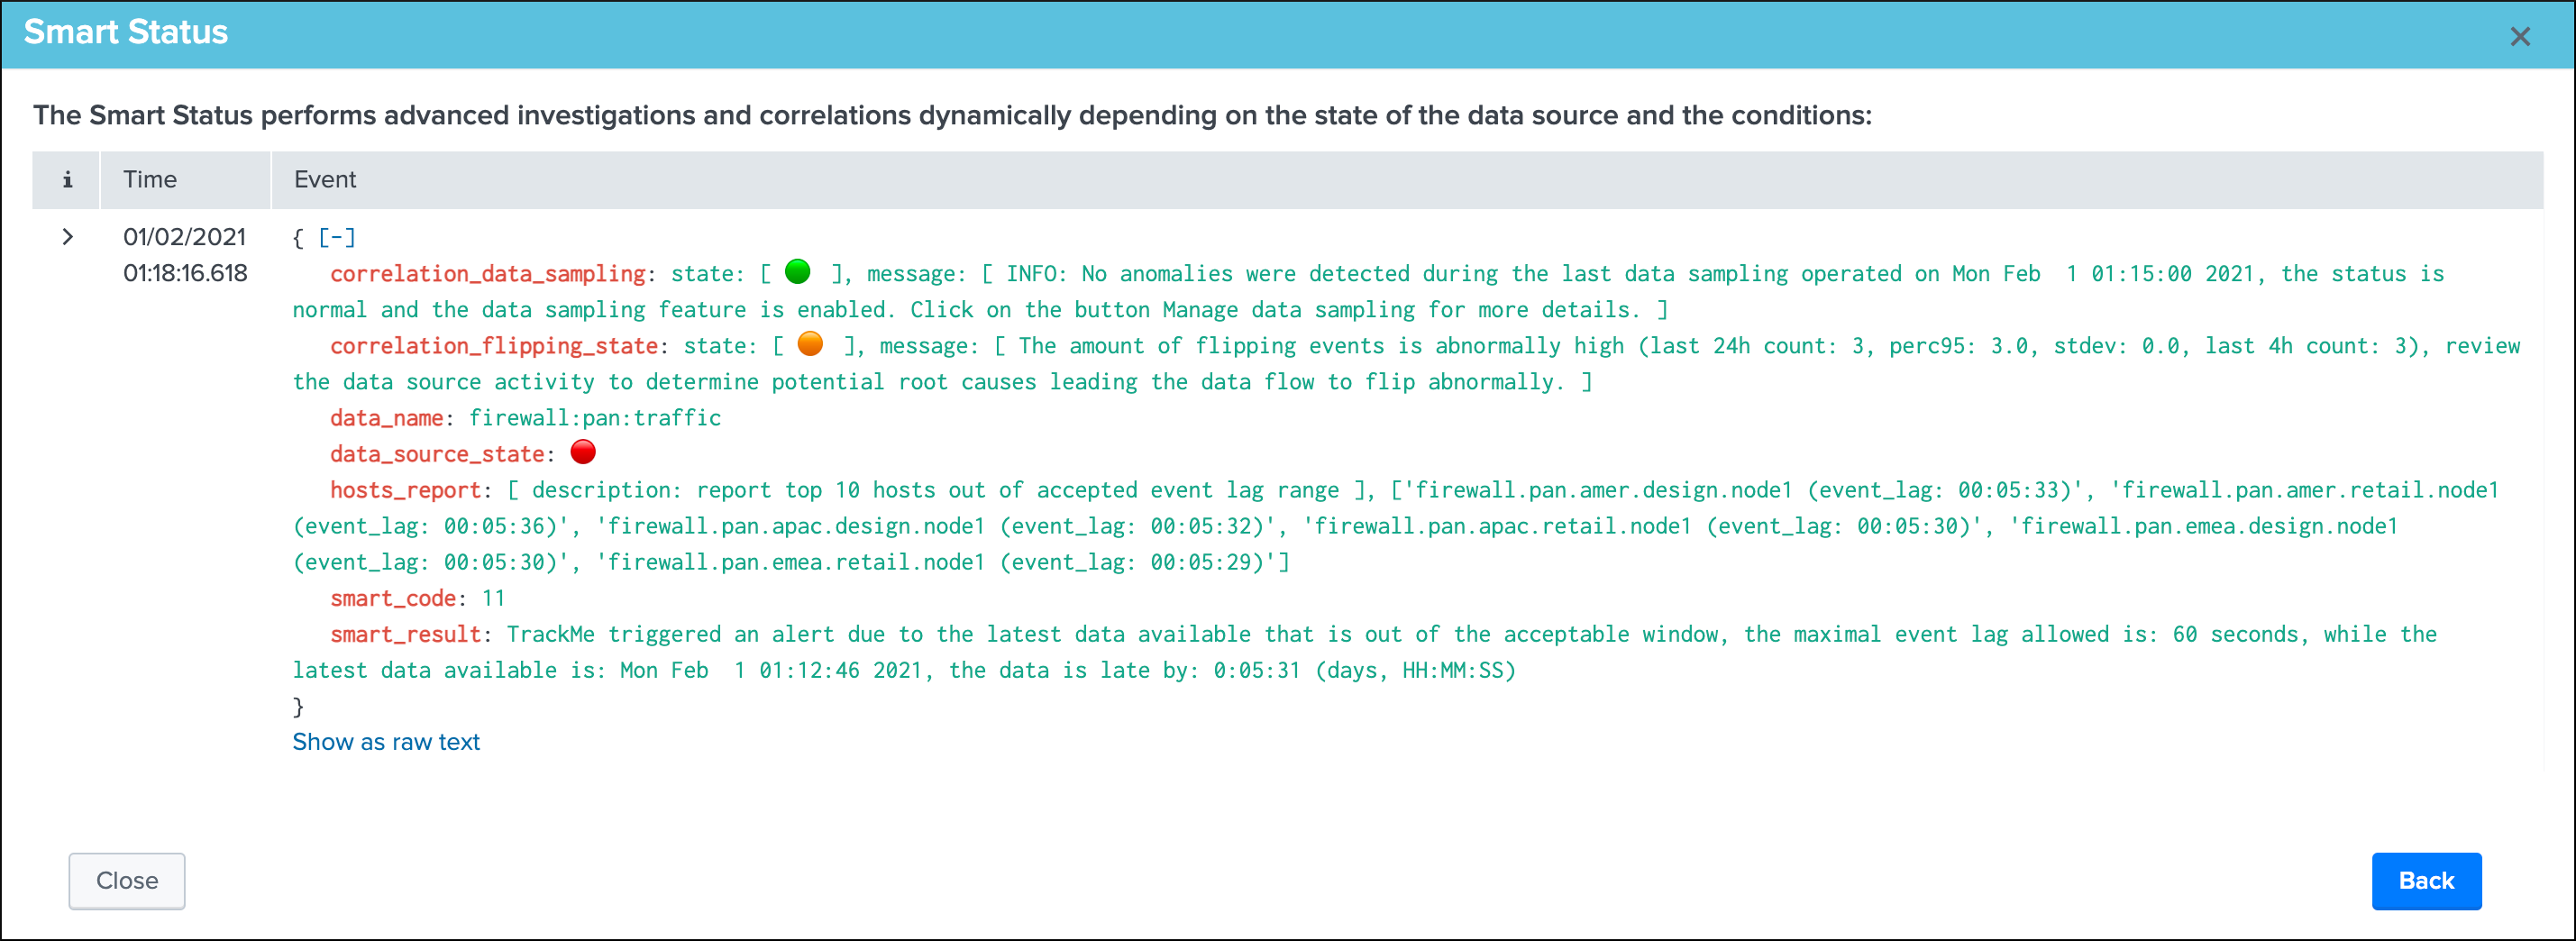 Smart Status
×
The Smart Status performs advanced investigations and correlations dynamically depending on the state of the data source and the conditions:
i Time Event
> 01/02/2021 { [-]
01:18:16.618 correlation_data_sampling: state: [ 🟢 ], message: [ INFO: No anomalies were detected during the last data sampling operated on Mon Feb  1 01:15:00 2021, the status is
normal and the data sampling feature is enabled. Click on the button Manage data sampling for more details. ]
correlation_flipping_state: state: [ 🟠 ], message: [ The amount of flipping events is abnormally high (last 24h count: 3, perc95: 3.0, stdev: 0.0, last 4h count: 3), review
the data source activity to determine potential root causes leading the data flow to flip abnormally. ]
data_name: firewall:pan:traffic
data_source_state: 🔴
hosts_report: [ description: report top 10 hosts out of accepted event lag range ], ['firewall.pan.amer.design.node1 (event_lag: 00:05:33)', 'firewall.pan.amer.retail.node1
(event_lag: 00:05:36)', 'firewall.pan.apac.design.node1 (event_lag: 00:05:32)', 'firewall.pan.apac.retail.node1 (event_lag: 00:05:30)', 'firewall.pan.emea.design.node1
(event_lag: 00:05:30)', 'firewall.pan.emea.retail.node1 (event_lag: 00:05:29)']
smart_code: 11
smart_result: TrackMe triggered an alert due to the latest data available that is out of the acceptable window, the maximal event lag allowed is: 60 seconds, while the
latest data available is: Mon Feb  1 01:12:46 2021, the data is late by: 0:05:31 (days, HH:MM:SS)
}
Show as raw text
Close Back